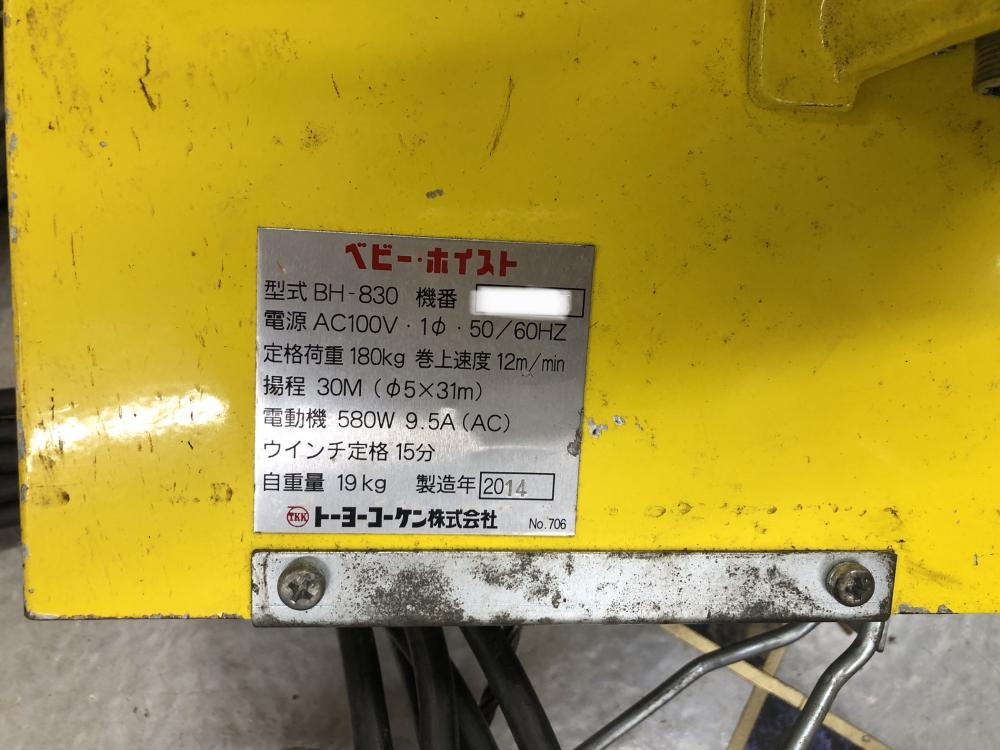 ベビー・ホイスト
型式 BH-830 機番
電源 AC100V・1φ・50/60HZ
定格荷重 180kg 巻上速度 12m/min
揚程 30M (φ5×31m)
電動機 580W 9.5A (AC)
ウインチ定格 15分
自重量 19kg 製造年 2014
TKK トーヨーコーケン株式会社 No.706